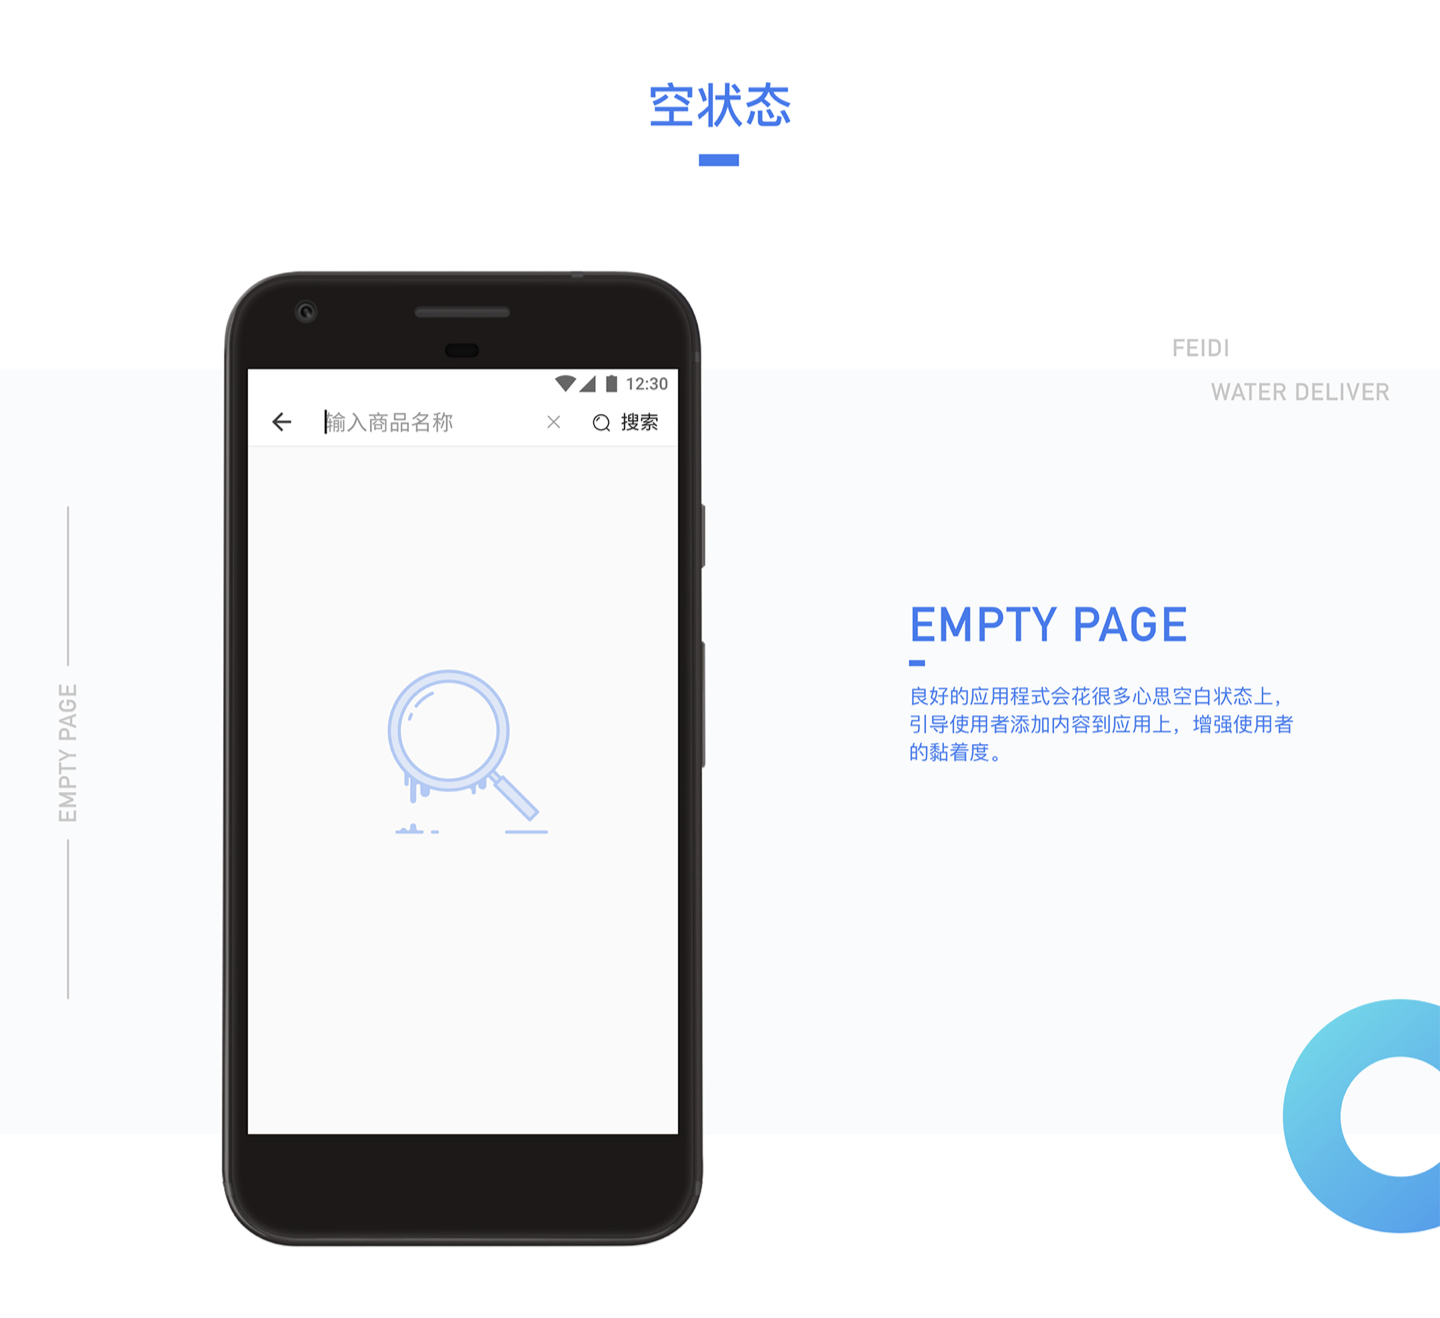 空状态
FEIDI
WATER DELIVER
12:30
输入商品名称
搜索
EMPTY PAGE
EMPTY PAGE
良好的应用程式会花很多心思空白状态上，
引导使用者添加内容到应用上，增强使用者
的黏着度。